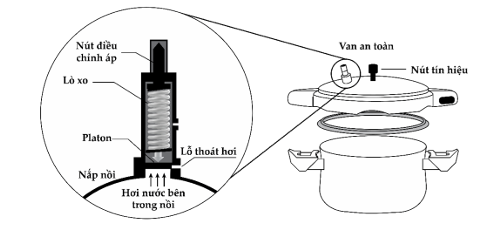 Nút điều
chỉnh áp
Lò xo
Platon
Lỗ thoát hơi
Nắp nồi
Hơi nước bên
trong nồi
Van an toàn
Nút tín hiệu